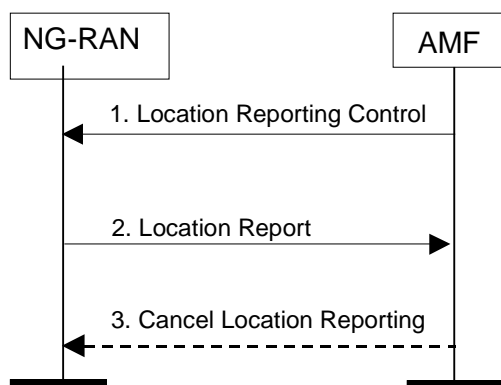 NG-RAN
AMF
1. Location Reporting Control
2. Location Report
3. Cancel Location Reporting